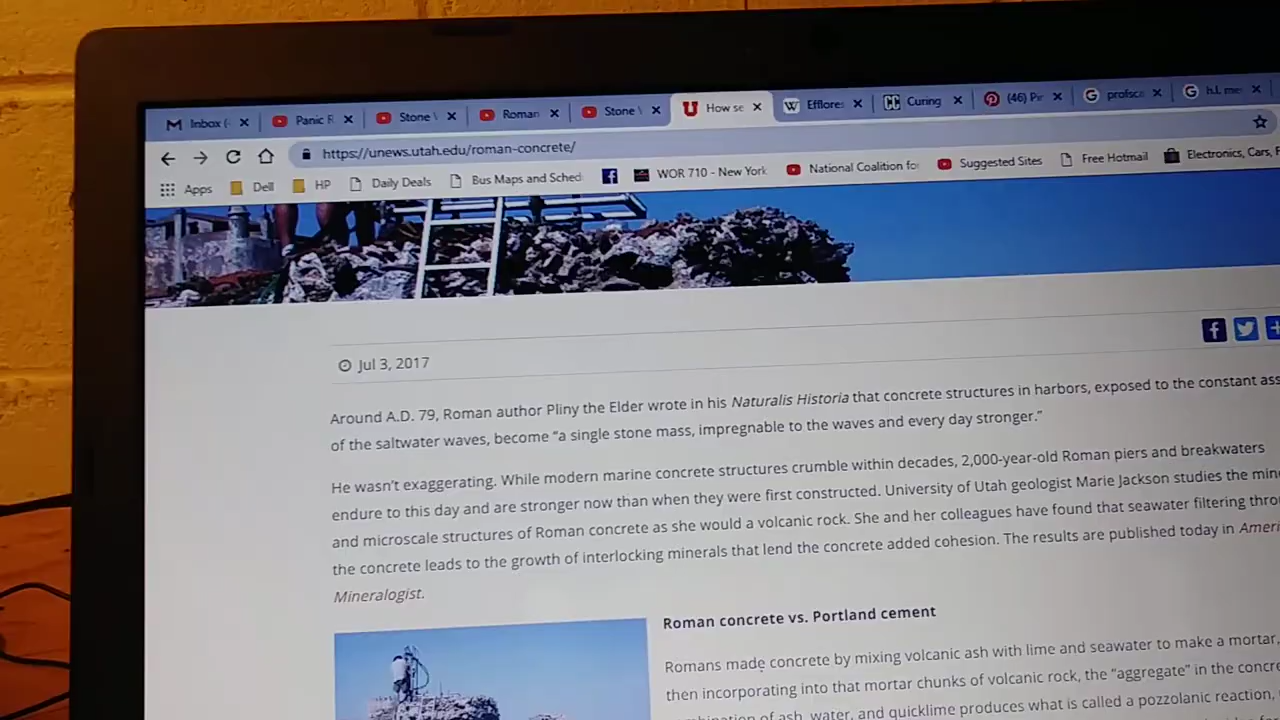 Inbox (
Panic R
Stone \
Roman
Stone \
How se
Efflore
Curing
(46) Pi
profsca
h.l. me
https://unews.utah.edu/roman-concrete/
Apps
Dell
HP
Daily Deals
Bus Maps and Sched
WOR 710 - New York
National Coalition fo
Suggested Sites
Free Hotmail
Electronics, Cars, F
Jul 3, 2017
Around A.D. 79, Roman author Pliny the Elder wrote in his Naturalis Historia that concrete structures in harbors, exposed to the constant ass
of the saltwater waves, become “a single stone mass, impregnable to the waves and every day stronger.”
He wasn’t exaggerating. While modern marine concrete structures crumble within decades, 2,000-year-old Roman piers and breakwaters
endure to this day and are stronger now than when they were first constructed. University of Utah geologist Marie Jackson studies the mine
and microscale structures of Roman concrete as she would a volcanic rock. She and her colleagues have found that seawater filtering thro
the concrete leads to the growth of interlocking minerals that lend the concrete added cohesion. The results are published today in Ameri
Mineralogist.
Roman concrete vs. Portland cement
Romans made concrete by mixing volcanic ash with lime and seawater to make a mortar,
then incorporating into that mortar chunks of volcanic rock, the “aggregate” in the concre
of ash, water, and quicklime produces what is called a pozzolanic reaction,